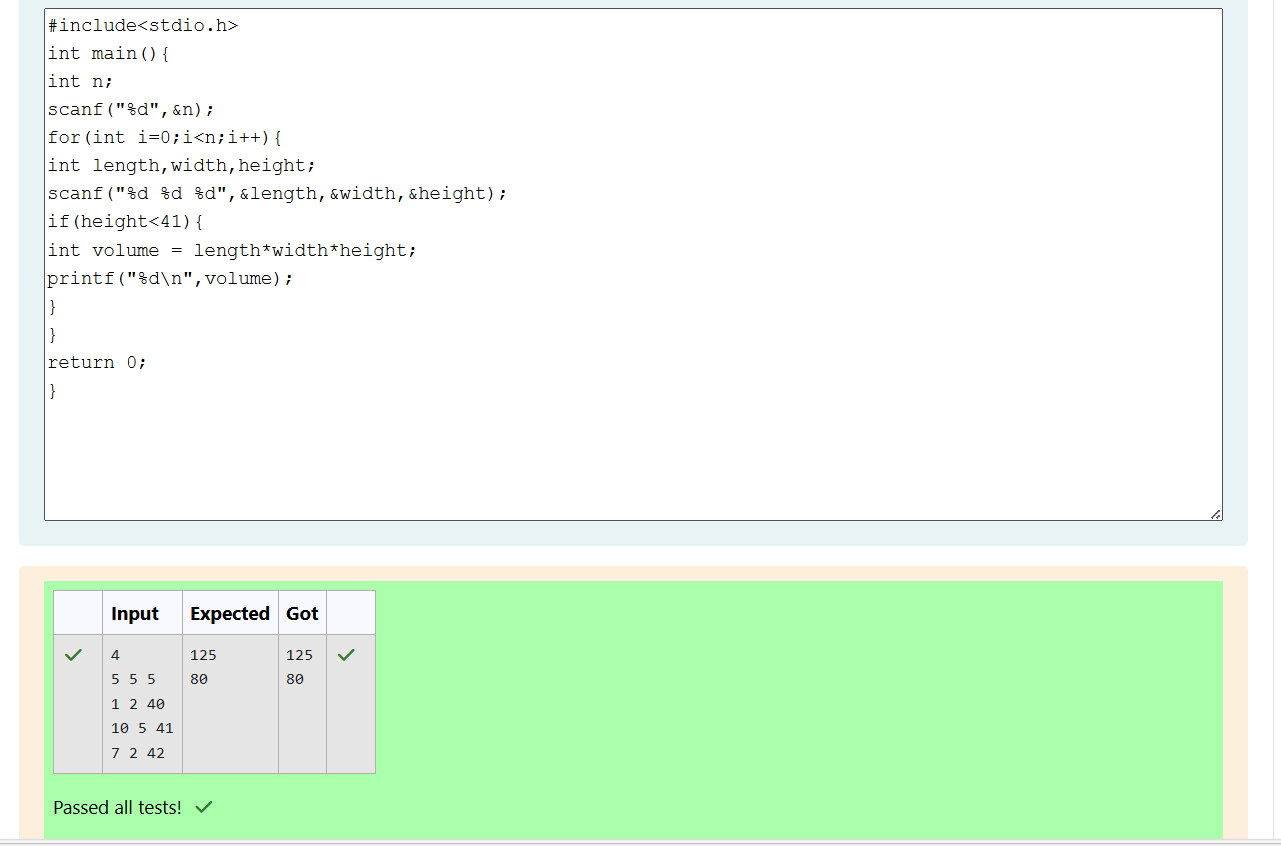 #include<stdio.h>
int main(){
int n;
scanf("%d",&n);
for(int i=0;i<n;i++){
int length,width,height;
scanf("%d %d %d",&length,&width,&height);
if(height<41){
int volume = length*width*height;
printf("%d\n",volume);
}
}
return 0;
}
Input Expected Got
4 125 125
5 5 5 80 80
1 2 40
10 5 41
7 2 42
Passed all tests!